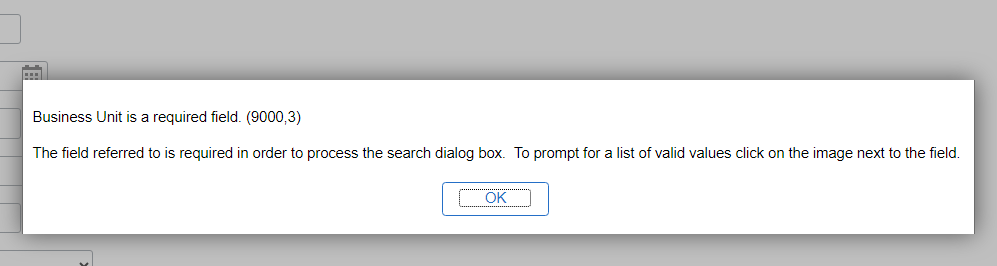 Business Unit is a required field. (9000,3)
The field referred to is required in order to process the search dialog box.  To prompt for a list of valid values click on the image next to the field.
OK